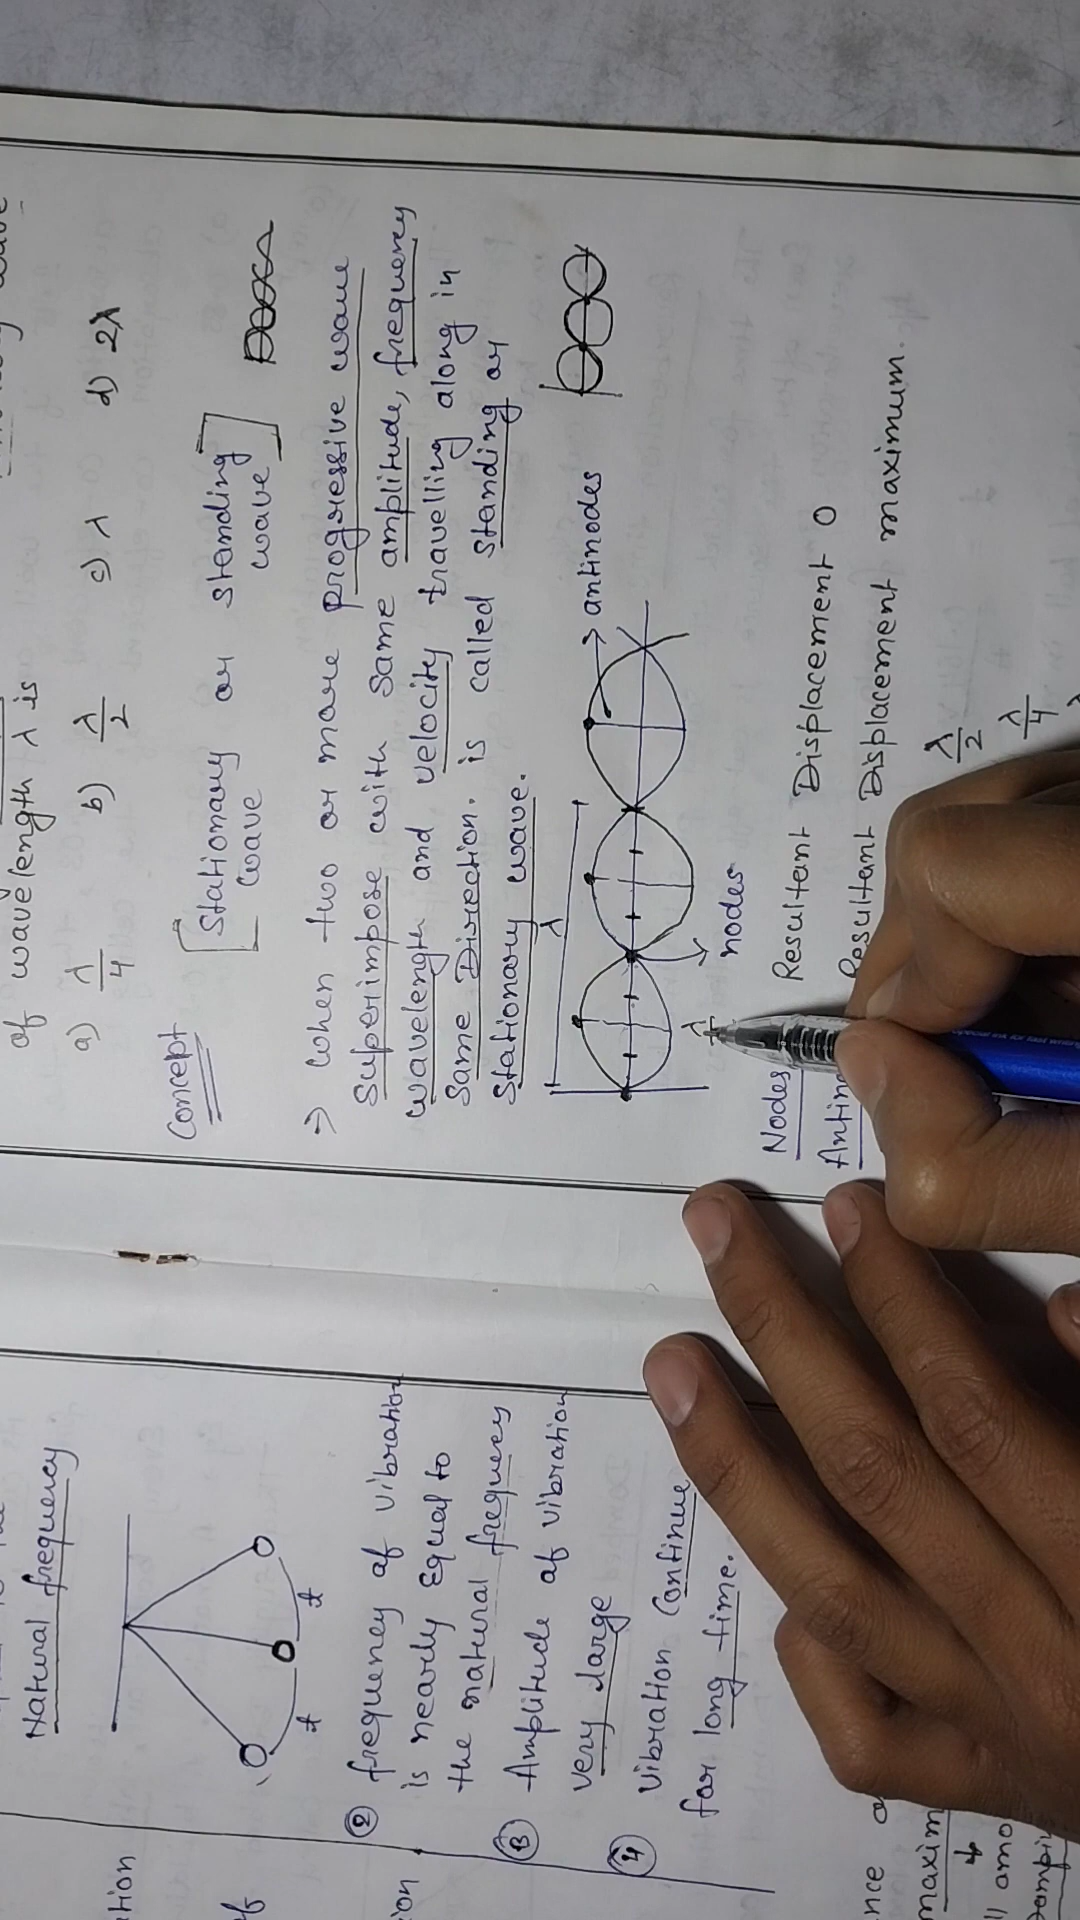 of wavelength λ is
a) λ/4 b) λ/2 c) λ d) 2λ
Concept
[Stationary or standing
wave wave]
⇒ When two or more progressive wave
superimpose with same amplitude, frequency
wavelength and velocity travelling along in
same Direction. is called standing or
stationary wave.
λ
antinodes
nodes
λ
Nodes Resultant Displacement 0
Resultant Displacement maximum.
λ/2
λ/4
Natural frequency
t t
② frequency of vibration
is nearly equal to
the natural frequency
③ Amplitude of vibration
very large
④ Vibration Continue
for long time.